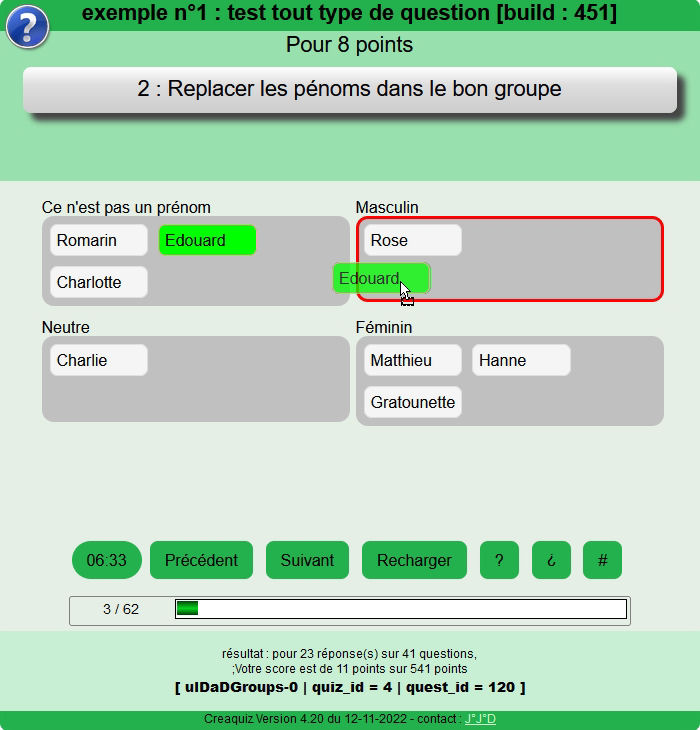 exemple n°1 : test tout type de question [build : 451]
?
Pour 8 points
2 : Replacer les pénoms dans le bon groupe
Ce n'est pas un prénom
Romarin
Edouard
Charlotte
Masculin
Rose
Edouard
Neutre
Charlie
Féminin
Matthieu
Hanne
Gratounette
06:33
Précédent
Suivant
Recharger
?
¿
#
3 / 62
résultat : pour 23 réponse(s) sur 41 questions,
;Votre score est de 11 points sur 541 points
[ ulDaDGroups-0 | quiz_id = 4 | quest_id = 120 ]
Creaquiz Version 4.20 du 12-11-2022 - contact : J°J°D